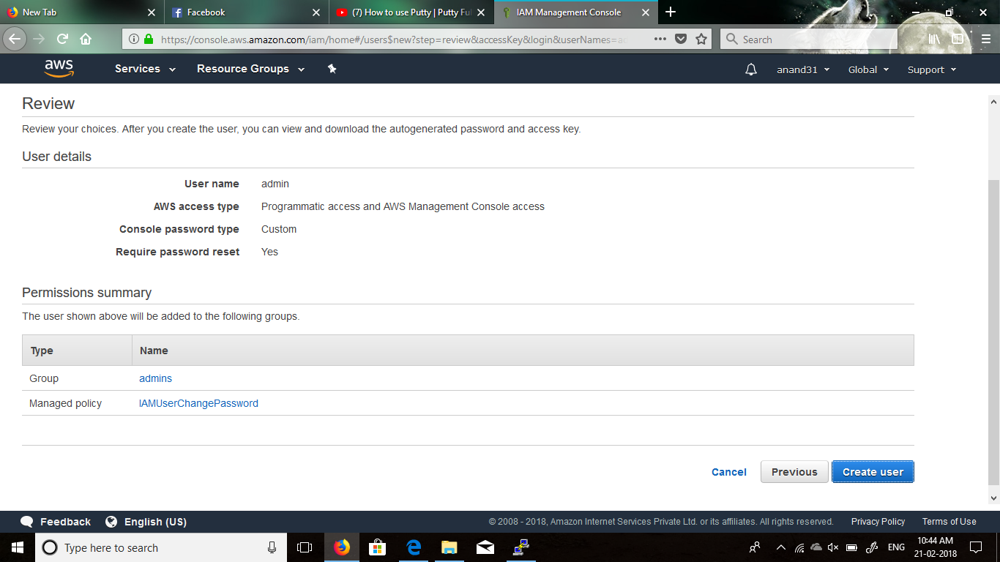 New Tab
Facebook
(7) How to use Putty | Putty Ful
IAM Management Console
https://console.aws.amazon.com/iam/home#/users$new?step=review&accessKey&login&userNames=ad
Search
aws
Services
Resource Groups
anand31
Global
Support
Review
Review your choices. After you create the user, you can view and download the autogenerated password and access key.
User details
User name admin
AWS access type Programmatic access and AWS Management Console access
Console password type Custom
Require password reset Yes
Permissions summary
The user shown above will be added to the following groups.
Type Name
Group admins
Managed policy IAMUserChangePassword
Cancel Previous Create user
Feedback English (US) © 2008 - 2018, Amazon Internet Services Private Ltd. or its affiliates. All rights reserved. Privacy Policy Terms of Use
Type here to search
ENG
10:44 AM
21-02-2018